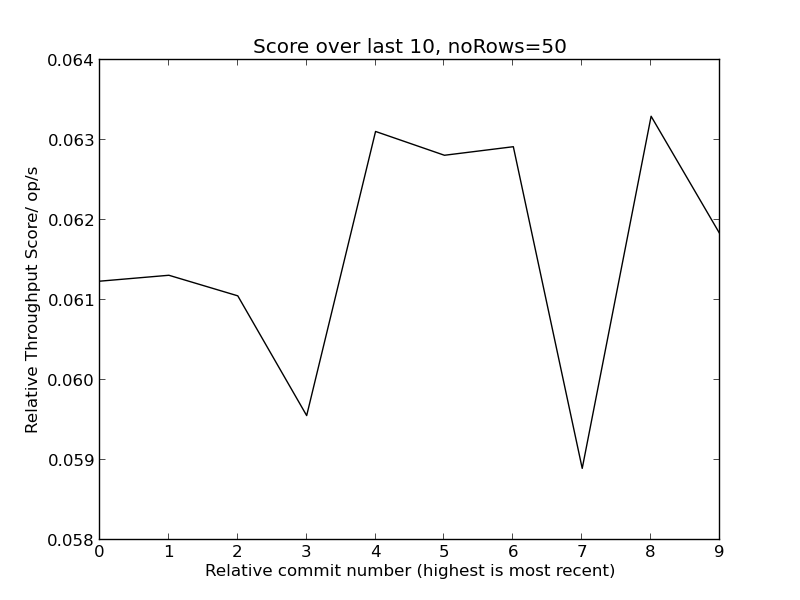 Score over last 10, noRows=50
0.064
0.063
0.062
0.061
0.060
0.059
0.058
Relative Throughput Score/ op/s
0 1 2 3 4 5 6 7 8 9
Relative commit number (highest is most recent)